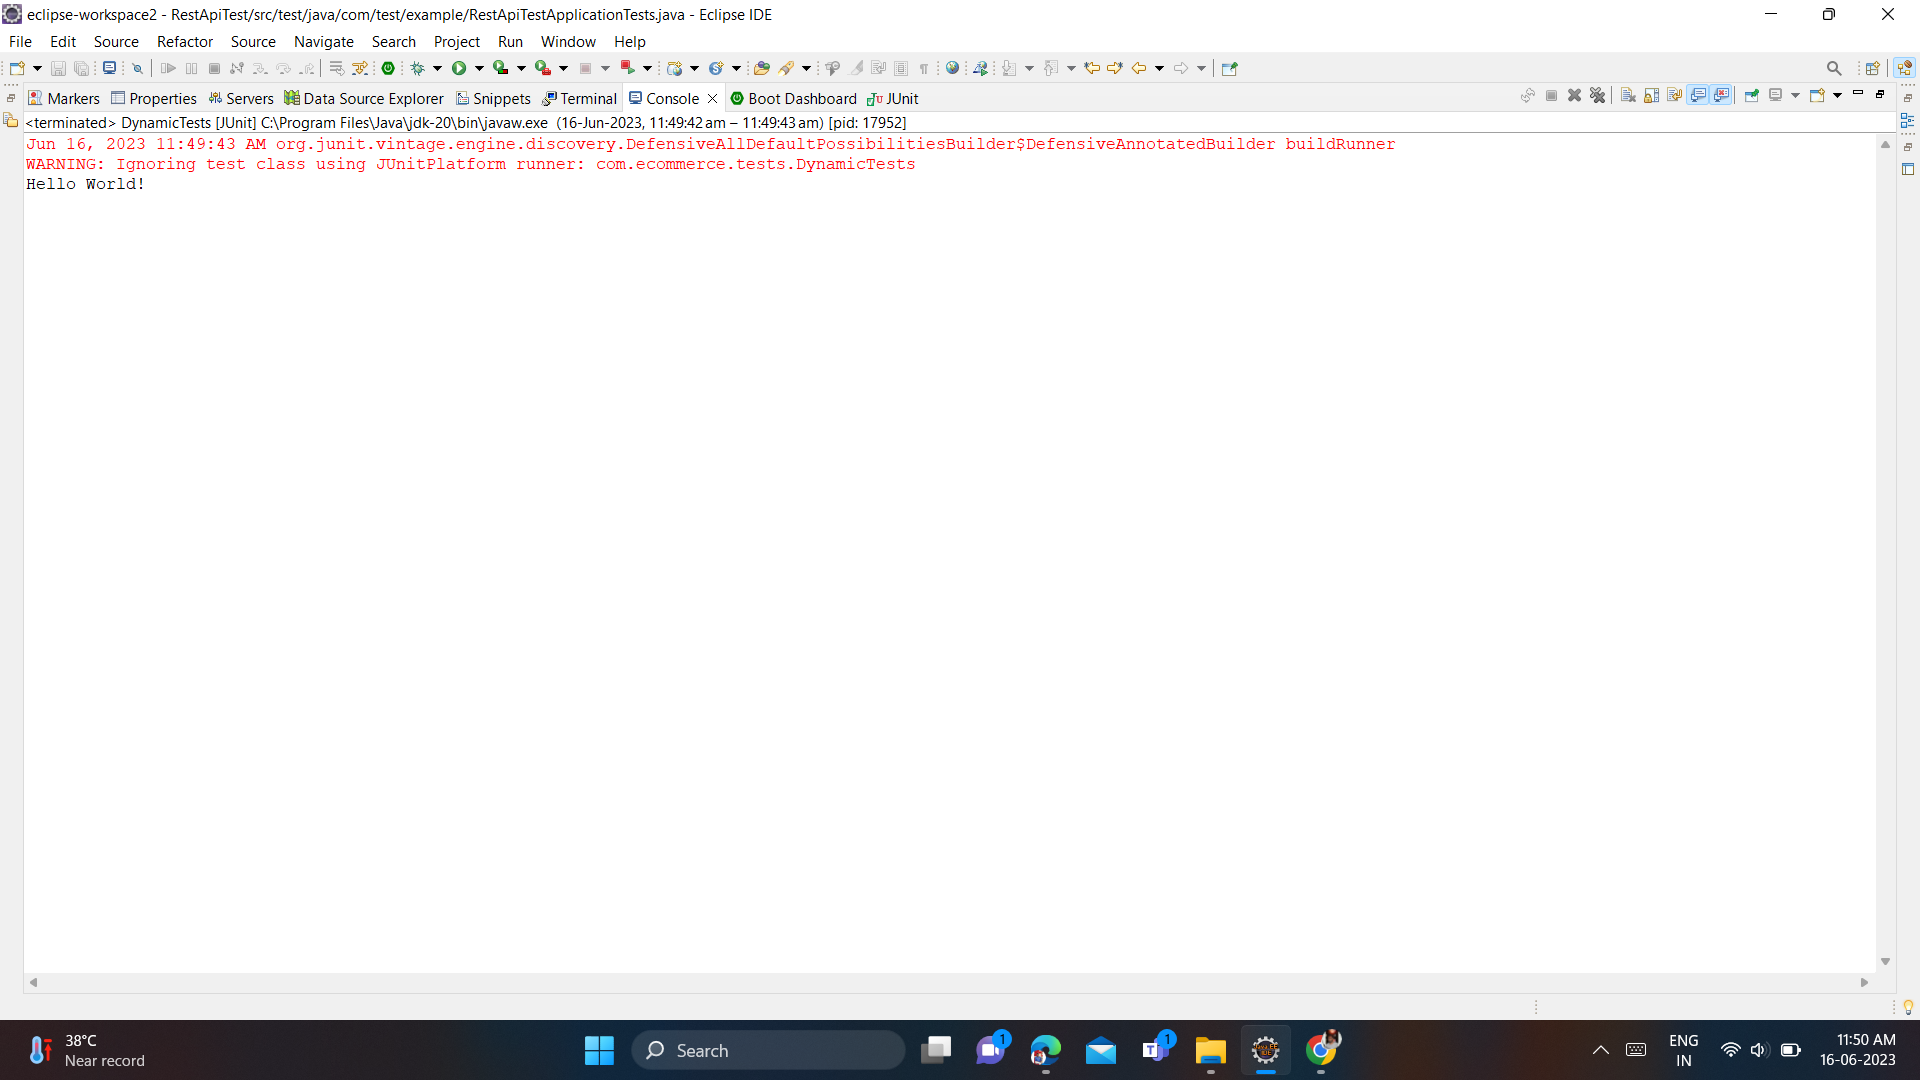 eclipse-workspace2 - RestApiTest/src/test/java/com/test/example/RestApiTestApplicationTests.java - Eclipse IDE
File Edit Source Refactor Source Navigate Search Project Run Window Help
Markers Properties Servers Data Source Explorer Snippets Terminal Console Boot Dashboard JUnit
<terminated> DynamicTests [JUnit] C:\Program Files\Java\jdk-20\bin\javaw.exe (16-Jun-2023, 11:49:42 am – 11:49:43 am) [pid: 17952]
Jun 16, 2023 11:49:43 AM org.junit.vintage.engine.discovery.DefensiveAllDefaultPossibilitiesBuilder$DefensiveAnnotatedBuilder buildRunner
WARNING: Ignoring test class using JUnitPlatform runner: com.ecommerce.tests.DynamicTests
Hello World!
38°C
Near record
Search
1
1
ENG
IN
11:50 AM
16-06-2023